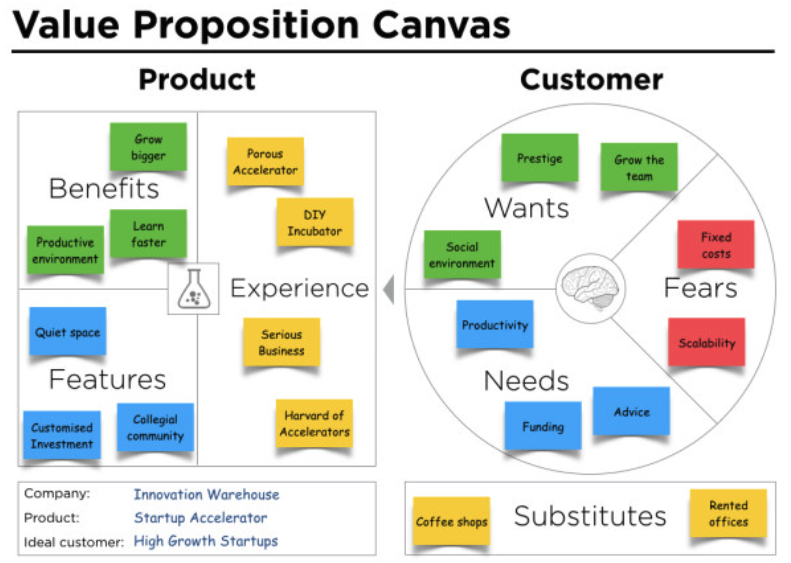 Value Proposition Canvas
Product
Customer
Grow
bigger
Benefits
Productive
environment
Learn
faster
Porous
Accelerator
DIY
Incubator
Experience
Serious
Business
Harvard of
Accelerators
Quiet space
Features
Customised
Investment
Collegial
community
Prestige
Grow the
team
Wants
Social
environment
Fixed
costs
Fears
Scalability
Productivity
Needs
Funding
Advice
Company: Innovation Warehouse
Product: Startup Accelerator
Ideal customer: High Growth Startups
Coffee shops
Substitutes
Rented
offices